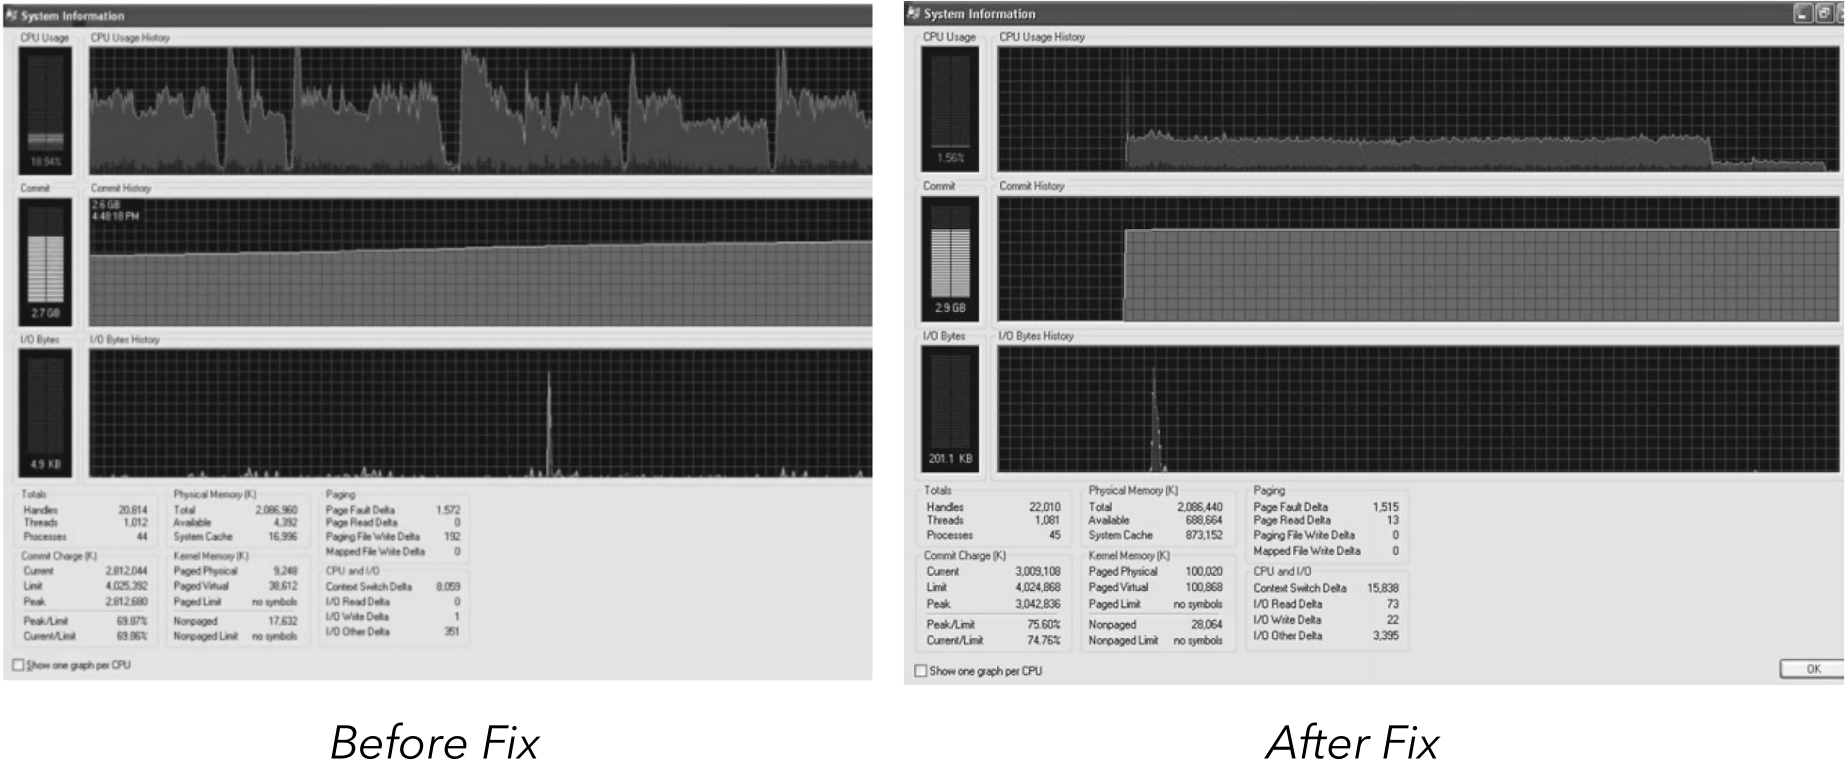 System Information
CPU Usage CPU Usage History
18.94%
Commit Commit History
2.6 GB
4:48:18 PM
2.7 GB
I/O Bytes I/O Bytes History
4.9 KB
Totals
Handles 20,814
Threads 1,012
Processes 44
Commit Charge (K)
Current 2,812,044
Limit 4,025,392
Peak 2,812,680
Peak/Limit 69.87%
Current/Limit 69.86%
Physical Memory (K)
Total 2,086,960
Available 4,392
System Cache 16,996
Kernel Memory (K)
Paged Physical 9,248
Paged Virtual 38,612
Paged Limit no symbols
Nonpaged 17,632
Nonpaged Limit no symbols
Paging
Page Fault Delta 1,572
Page Read Delta 0
Paging File Write Delta 192
Mapped File Write Delta 0
CPU and I/O
Context Switch Delta 8,059
I/O Read Delta 0
I/O Write Delta 1
I/O Other Delta 351
Show one graph per CPU
Before Fix
System Information
CPU Usage CPU Usage History
1.56%
Commit Commit History
2.9 GB
I/O Bytes I/O Bytes History
201.1 KB
Totals
Handles 22,010
Threads 1,081
Processes 45
Commit Charge (K)
Current 3,009,108
Limit 4,024,868
Peak 3,042,836
Peak/Limit 75.60%
Current/Limit 74.76%
Physical Memory (K)
Total 2,086,440
Available 688,664
System Cache 873,152
Kernel Memory (K)
Paged Physical 100,020
Paged Virtual 100,868
Paged Limit no symbols
Nonpaged 28,064
Nonpaged Limit no symbols
Paging
Page Fault Delta 1,515
Page Read Delta 13
Paging File Write Delta 0
Mapped File Write Delta 0
CPU and I/O
Context Switch Delta 15,838
I/O Read Delta 73
I/O Write Delta 22
I/O Other Delta 3,395
Show one graph per CPU
OK
After Fix